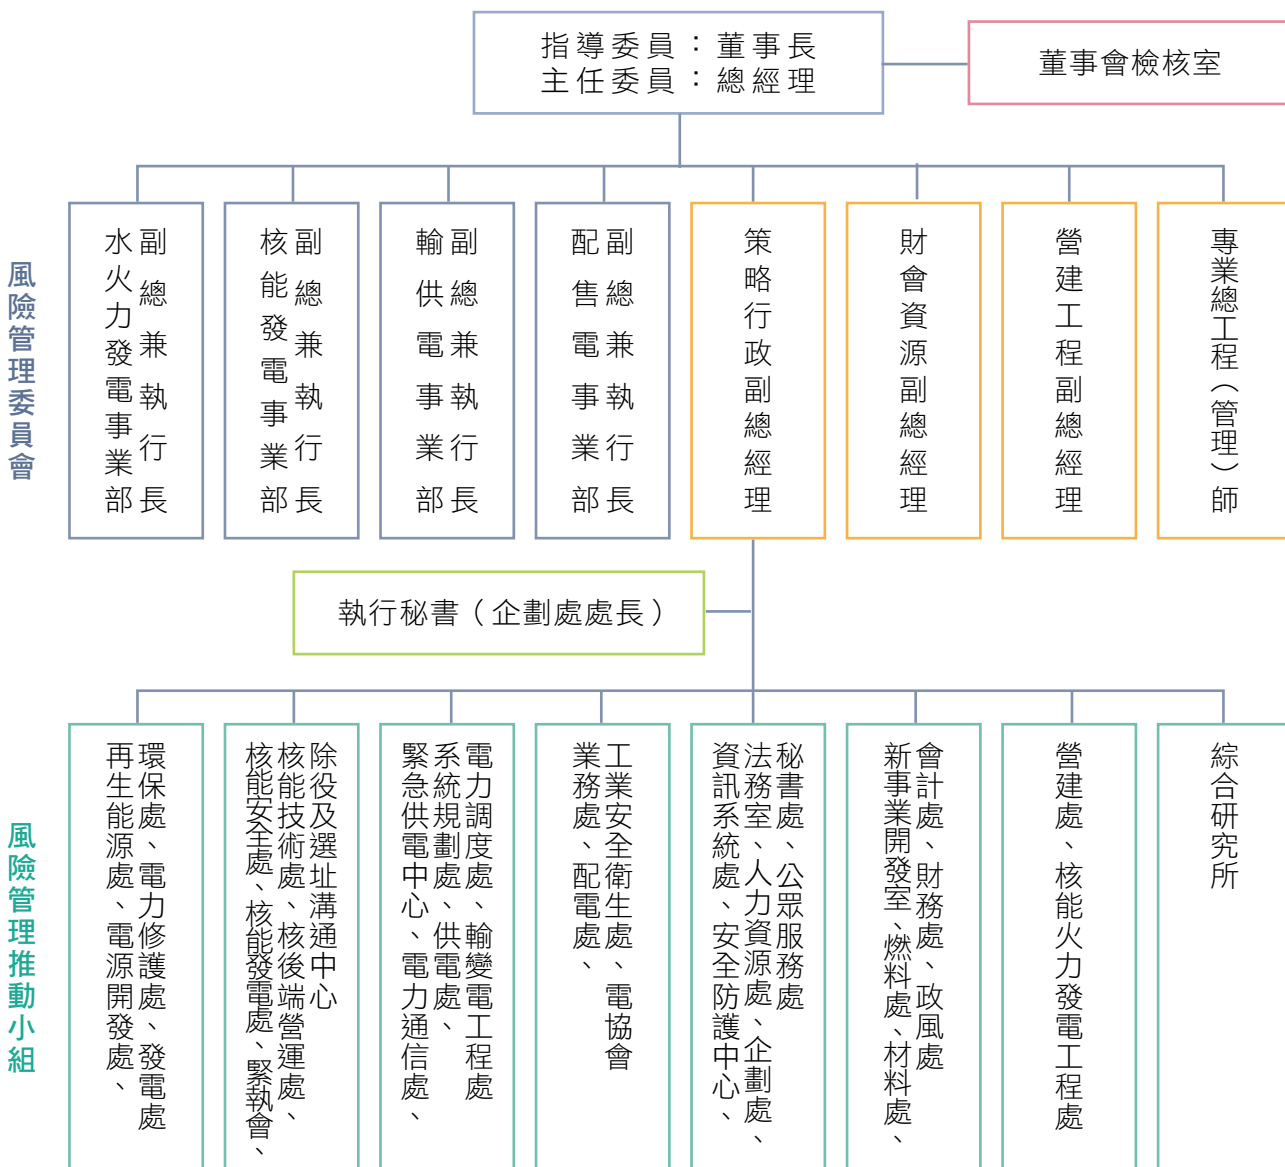 指導委員：董事長
主任委員：總經理
董事會檢核室
風險管理委員會
水火力發電事業部
副總兼執行長
核能發電事業部
副總兼執行長
輸供電事業部
副總兼執行長
配售電事業部
副總兼執行長
策略行政副總經理
財會資源副總經理
營建工程副總經理
專業總工程（管理）師
執行秘書（企劃處處長）
風險管理推動小組
再生能源處、電源開發處、
環保處、電力修護處、發電處
核能安全處、核能發電處、緊執會、
核能技術處、核後端營運處、
除役及選址溝通中心
緊急供電中心、電力通信處、
系統規劃處、供電處、
電力調度處、輸變電工程處
業務處、配電處、
工業安全衛生處、電協會
資訊系統處、安全防護中心、
法務室、人力資源處、企劃處、
秘書處、公眾服務處
新事業開發室、燃料處、材料處、
會計處、財務處、政風處
營建處、核能火力發電工程處
綜合研究所